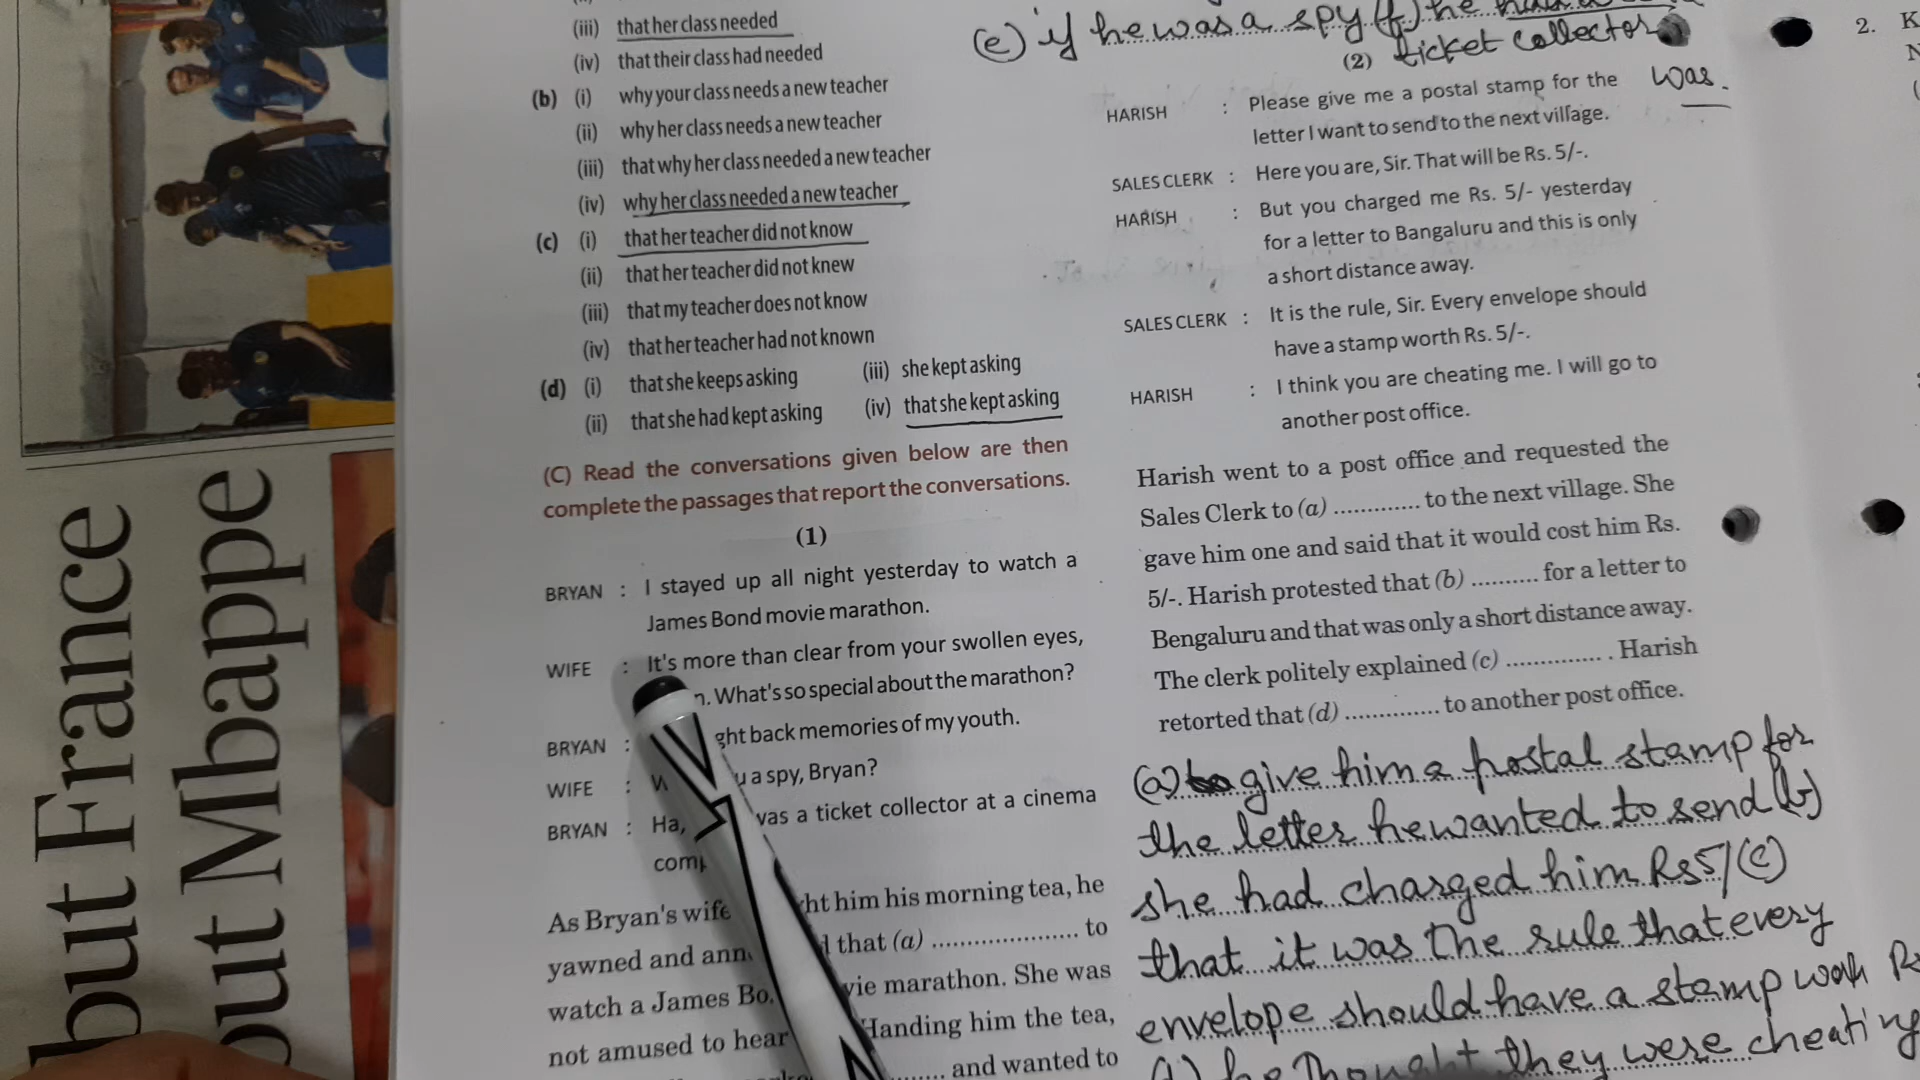 (iii) that her class needed
(iv) that their class had needed
(b) (i) why your class needs a new teacher
(ii) why her class needs a new teacher
(iii) that why her class needed a new teacher
(iv) why her class needed a new teacher
(c) (i) that her teacher did not know
(ii) that her teacher did not knew
(iii) that my teacher does not know
(iv) that her teacher had not known
(d) (i) that she keeps asking (iii) she kept asking
(ii) that she had kept asking (iv) that she kept asking
(C) Read the conversations given below are then
complete the passages that report the conversations.
(1)
BRYAN : I stayed up all night yesterday to watch a
James Bond movie marathon.
WIFE : It's more than clear from your swollen eyes,
What's so special about the marathon?
BRYAN : back memories of my youth.
WIFE : a spy, Bryan?
BRYAN : Ha, was a ticket collector at a cinema
As Bryan's wife him his morning tea, he
yawned and that (a) .................... to
watch a James marathon. She was
not amused to hear Handing him the tea,
and wanted to
(e) if he was a spy (f) he
ticket collector
(2)
was.
HARISH : Please give me a postal stamp for the
letter I want to send to the next village.
SALES CLERK : Here you are, Sir. That will be Rs. 5/-.
HARISH : But you charged me Rs. 5/- yesterday
for a letter to Bangaluru and this is only
a short distance away.
SALES CLERK : It is the rule, Sir. Every envelope should
have a stamp worth Rs. 5/-.
HARISH : I think you are cheating me. I will go to
another post office.
Harish went to a post office and requested the
Sales Clerk to (a) ............. to the next village. She
gave him one and said that it would cost him Rs.
5/-. Harish protested that (b) .......... for a letter to
Bengaluru and that was only a short distance away.
The clerk politely explained (c) .............. . Harish
retorted that (d) .............. to another post office.
(a) give him a postal stamp for
the letter he wanted to send (b)
she had charged him Rs 5/ (c)
that it was the rule that every
envelope should have a stamp
he thought they were cheating
2.
but France
out Mbappe